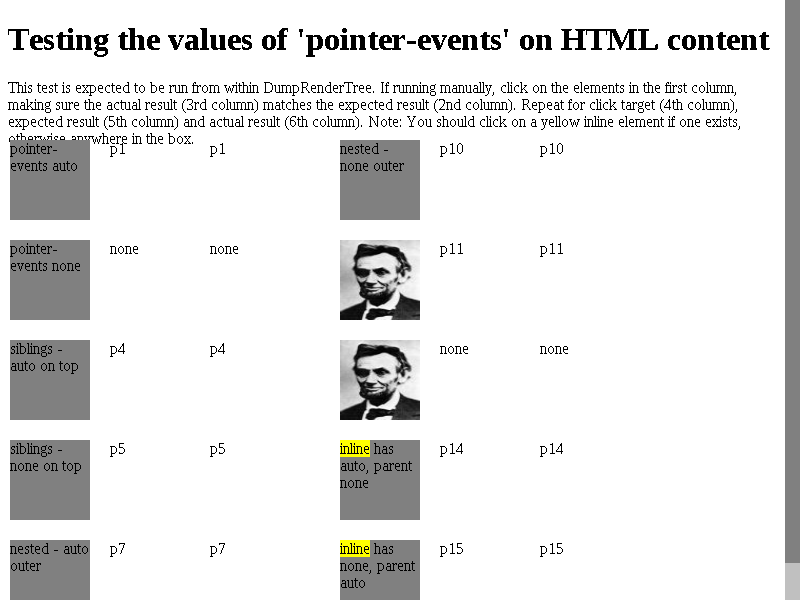 Testing the values of 'pointer-events' on HTML content
This test is expected to be run from within DumpRenderTree. If running manually, click on the elements in the first column,
making sure the actual result (3rd column) matches the expected result (2nd column). Repeat for click target (4th column),
expected result (5th column) and actual result (6th column). Note: You should click on a yellow inline element if one exists,
otherwise anywhere in the box.
pointer-
events auto
p1
p1
nested -
none outer
p10
p10
pointer-
events none
none
none
p11
p11
siblings -
auto on top
p4
p4
none
none
siblings -
none on top
p5
p5
inline has
auto, parent
none
p14
p14
nested - auto
outer
p7
p7
inline has
none, parent
auto
p15
p15